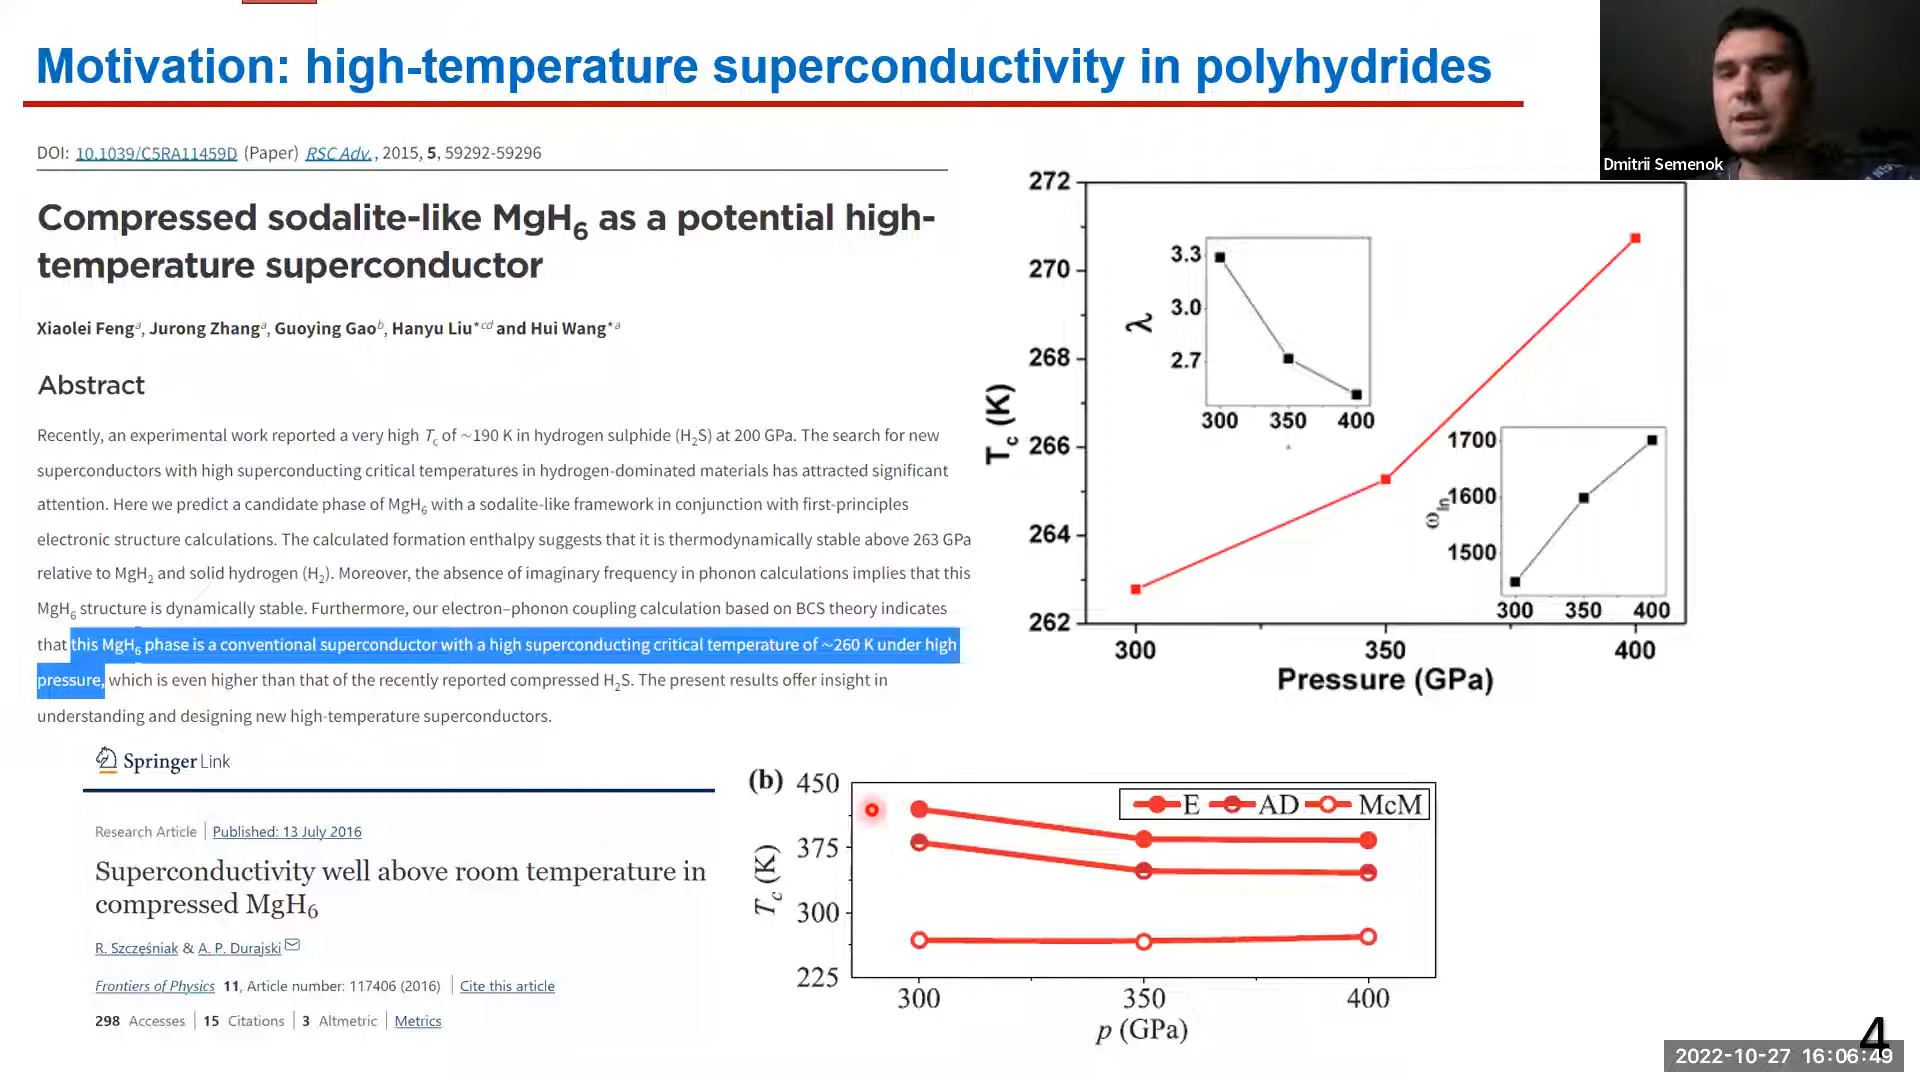 Motivation: high-temperature superconductivity in polyhydrides
Dmitrii Semenok
DOI: 10.1039/C5RA11459D (Paper) RSC Adv., 2015, 5, 59292-59296
Compressed sodalite-like MgH6 as a potential high-
temperature superconductor
Xiaolei Feng a, Jurong Zhang a, Guoying Gao b, Hanyu Liu *cd and Hui Wang *a
Abstract
Recently, an experimental work reported a very high Tc of ~190 K in hydrogen sulphide (H2S) at 200 GPa. The search for new
superconductors with high superconducting critical temperatures in hydrogen-dominated materials has attracted significant
attention. Here we predict a candidate phase of MgH6 with a sodalite-like framework in conjunction with first-principles
electronic structure calculations. The calculated formation enthalpy suggests that it is thermodynamically stable above 263 GPa
relative to MgH2 and solid hydrogen (H2). Moreover, the absence of imaginary frequency in phonon calculations implies that this
MgH6 structure is dynamically stable. Furthermore, our electron–phonon coupling calculation based on BCS theory indicates
that this MgH6 phase is a conventional superconductor with a high superconducting critical temperature of ~260 K under high
pressure, which is even higher than that of the recently reported compressed H2S. The present results offer insight in
understanding and designing new high-temperature superconductors.
272
270
268
266
264
262
Tc (K)
300 350 400
Pressure (GPa)
3.3
3.0
2.7
λ
300 350 400
1700
1600
1500
ωln
300 350 400
Springer Link
Research Article | Published: 13 July 2016
Superconductivity well above room temperature in
compressed MgH6
R. Szczęśniak & A. P. Durajski
Frontiers of Physics 11, Article number: 117406 (2016) | Cite this article
298 Accesses | 15 Citations | 3 Altmetric | Metrics
(b)
450
375
300
225
Tc (K)
E AD McM
300 350 400
p (GPa)
4
2022-10-27 16:06:49